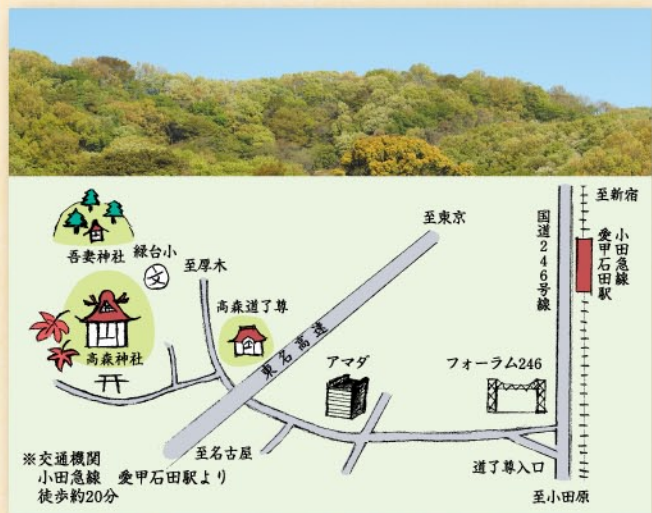 至新宿
小田急線
愛甲石田駅
国道246号線
至東京
吾妻神社
緑台小
文
至厚木
高森道了尊
高森神社
東名高速
アマダ
フォーラム246
至名古屋
道了尊入口
至小田原
※交通機関
小田急線 愛甲石田駅より
徒歩約20分